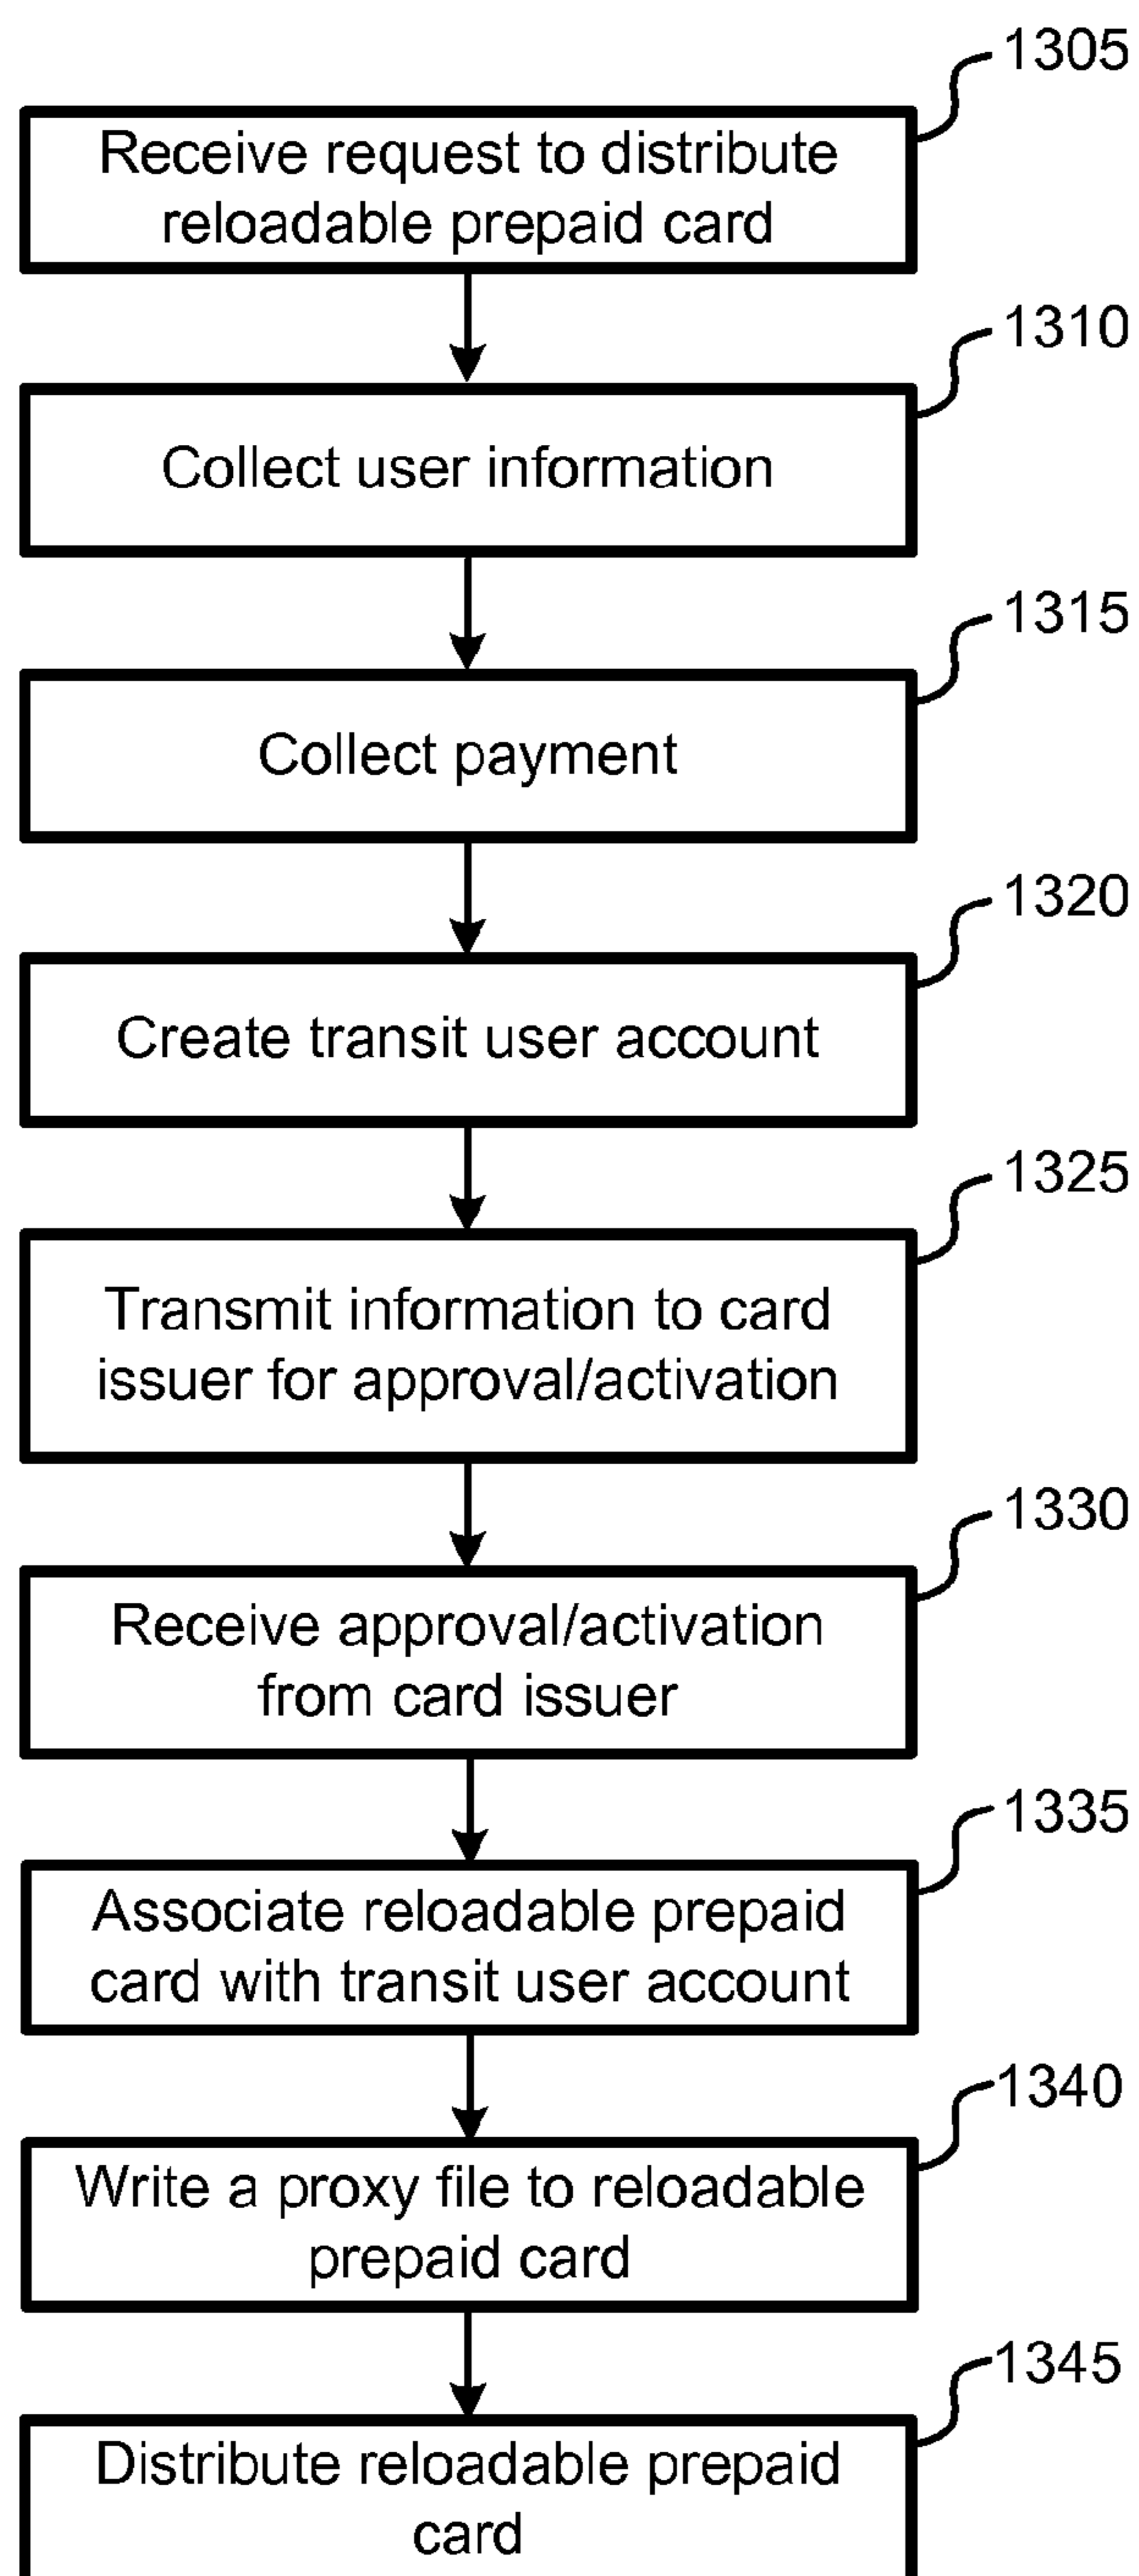 1305
Receive request to distribute
reloadable prepaid card
1310
Collect user information
1315
Collect payment
1320
Create transit user account
1325
Transmit information to card
issuer for approval/activation
1330
Receive approval/activation
from card issuer
1335
Associate reloadable prepaid
card with transit user account
1340
Write a proxy file to reloadable
prepaid card
1345
Distribute reloadable prepaid
card